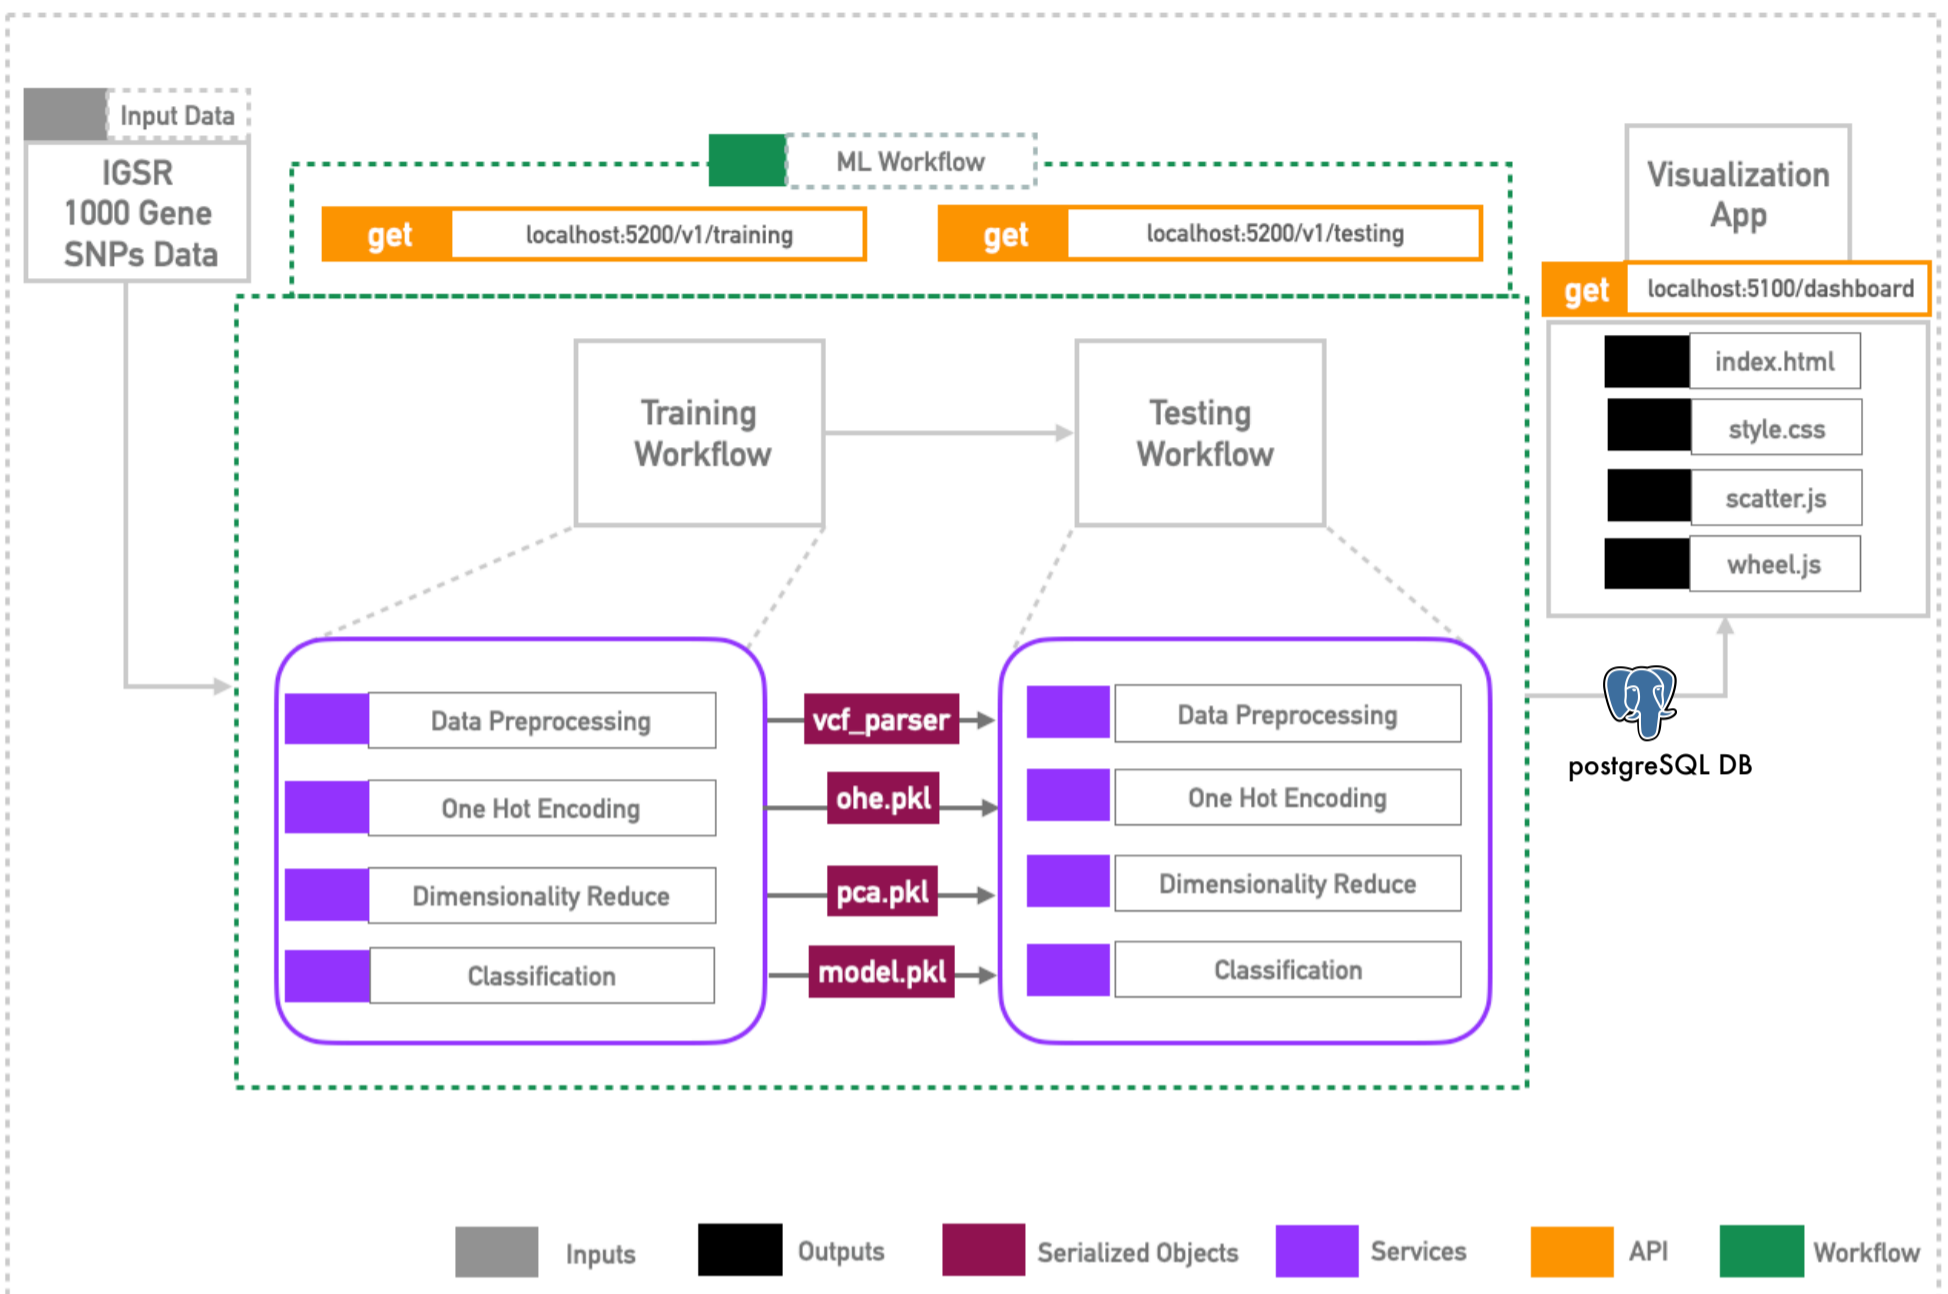 Input Data
IGSR
1000 Gene
SNPs Data
ML Workflow
get localhost:5200/v1/training
get localhost:5200/v1/testing
Visualization
App
get localhost:5100/dashboard
index.html
style.css
scatter.js
wheel.js
Training
Workflow
Testing
Workflow
Data Preprocessing
One Hot Encoding
Dimensionality Reduce
Classification
vcf_parser
ohe.pkl
pca.pkl
model.pkl
Data Preprocessing
One Hot Encoding
Dimensionality Reduce
Classification
postgreSQL DB
Inputs
Outputs
Serialized Objects
Services
API
Workflow